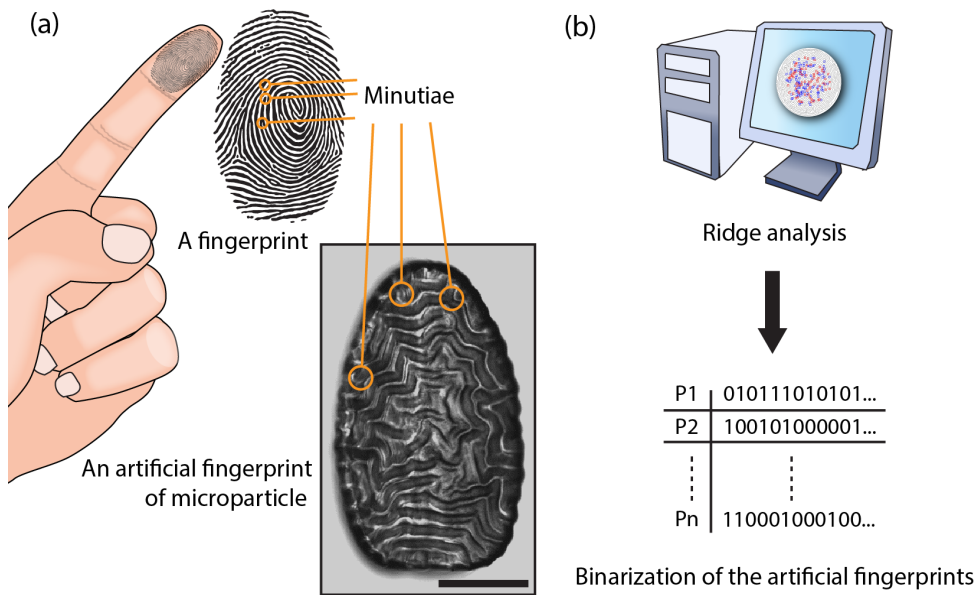 (a)
Minutiae
A fingerprint
An artificial fingerprint
of microparticle
(b)
Ridge analysis
P1 010111010101...
P2 100101000001...
Pn 110001000100...
Binarization of the artificial fingerprints